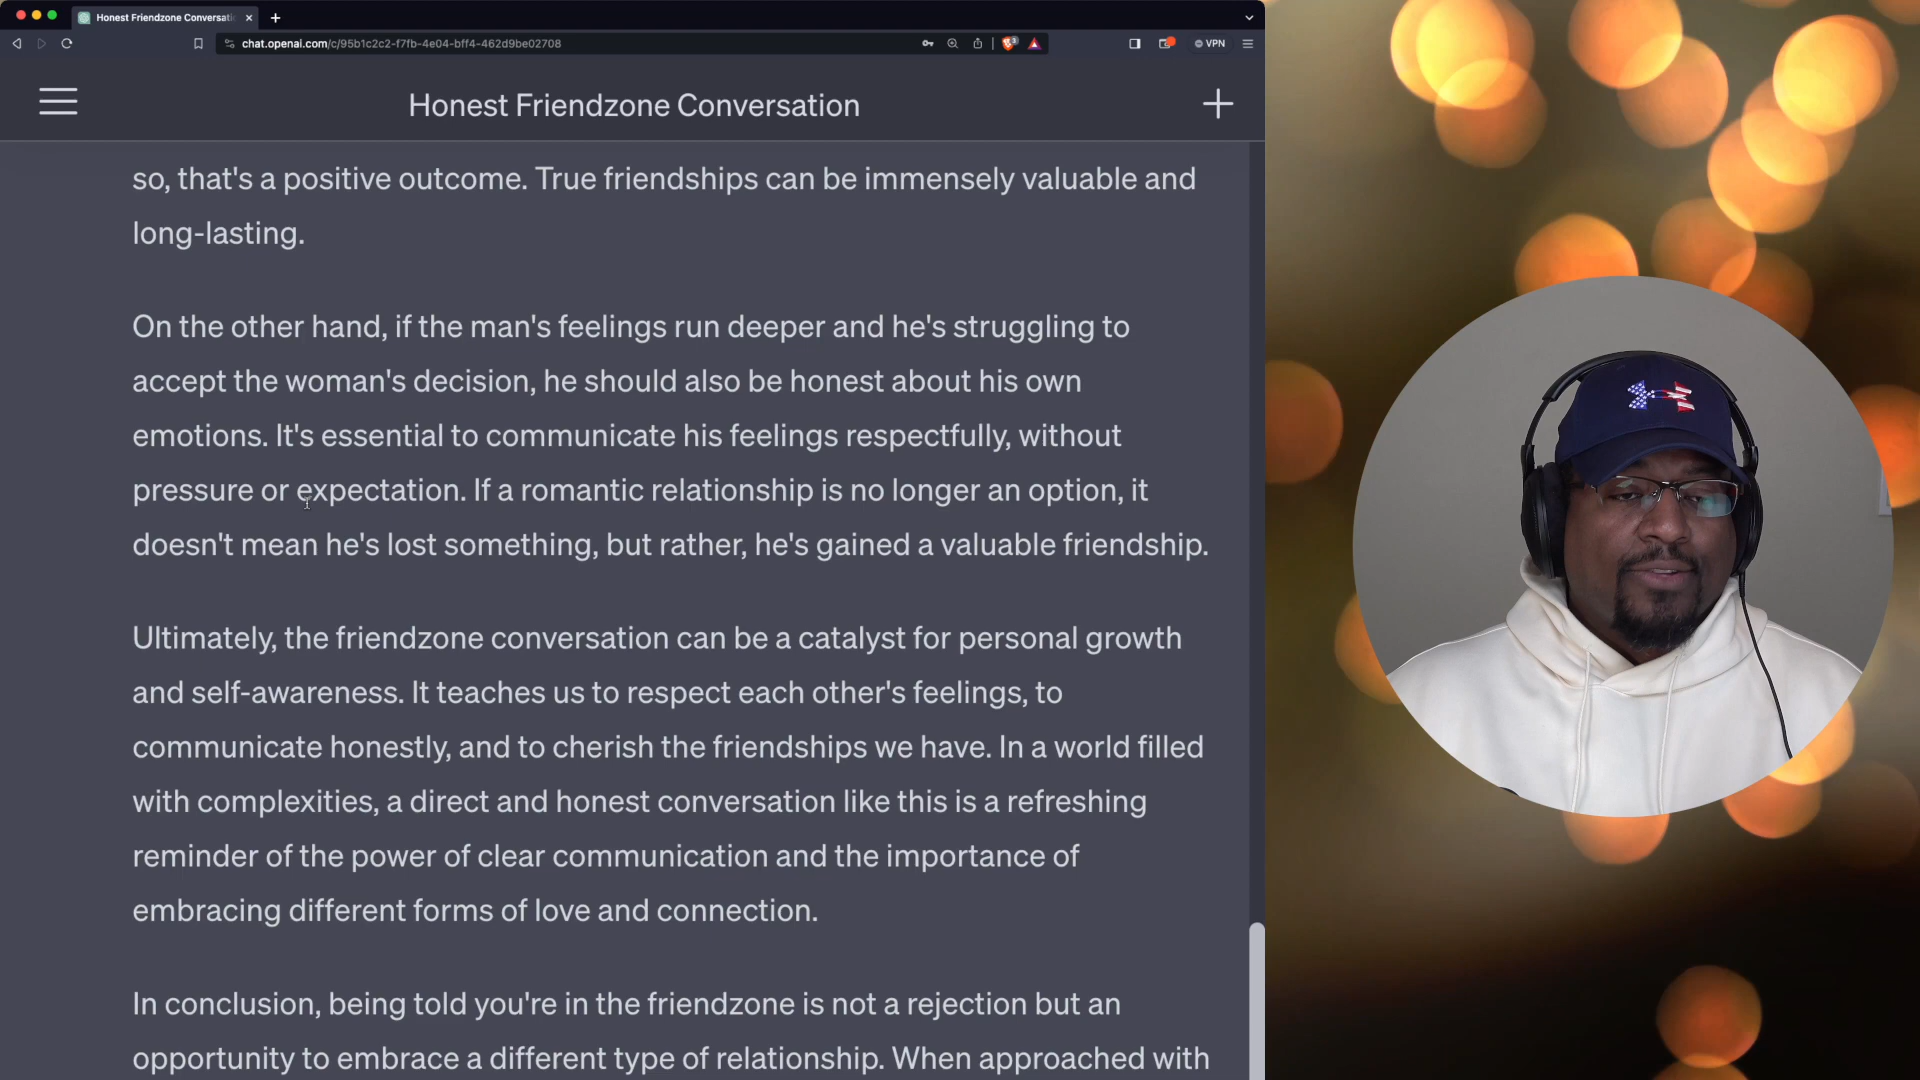 Honest Friendzone Conversati
chat.openai.com/c/95b1c2c2-f7fb-4e04-bff4-462d9be02708
VPN
Honest Friendzone Conversation
so, that's a positive outcome. True friendships can be immensely valuable and
long-lasting.
On the other hand, if the man's feelings run deeper and he's struggling to
accept the woman's decision, he should also be honest about his own
emotions. It's essential to communicate his feelings respectfully, without
pressure or expectation. If a romantic relationship is no longer an option, it
doesn't mean he's lost something, but rather, he's gained a valuable friendship.
Ultimately, the friendzone conversation can be a catalyst for personal growth
and self-awareness. It teaches us to respect each other's feelings, to
communicate honestly, and to cherish the friendships we have. In a world filled
with complexities, a direct and honest conversation like this is a refreshing
reminder of the power of clear communication and the importance of
embracing different forms of love and connection.
In conclusion, being told you're in the friendzone is not a rejection but an
opportunity to embrace a different type of relationship. When approached with